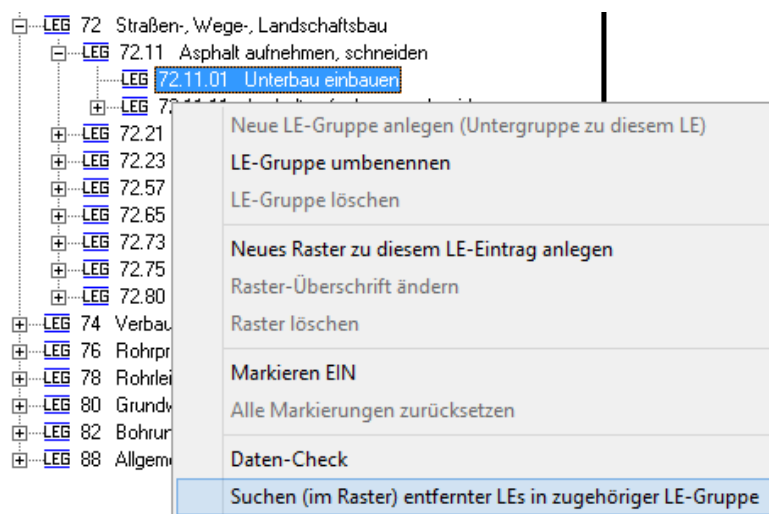 LEG 72 Straßen-, Wege-, Landschaftsbau
LEG 72.11 Asphalt aufnehmen, schneiden
LEG 72.11.01 Unterbau einbauen
LEG
LEG 72.21
LEG 72.23
LEG 72.57
LEG 72.65
LEG 72.73
LEG 72.75
LEG 72.80
LEG 74 Verbau
LEG 76 Rohrpr
LEG 78 Rohrlei
LEG 80 Grundw
LEG 82 Bohrun
LEG 88 Allgem
Neue LE-Gruppe anlegen (Untergruppe zu diesem LE)
LE-Gruppe umbenennen
LE-Gruppe löschen
Neues Raster zu diesem LE-Eintrag anlegen
Raster-Überschrift ändern
Raster löschen
Markieren EIN
Alle Markierungen zurücksetzen
Daten-Check
Suchen (im Raster) entfernter LEs in zugehöriger LE-Gruppe